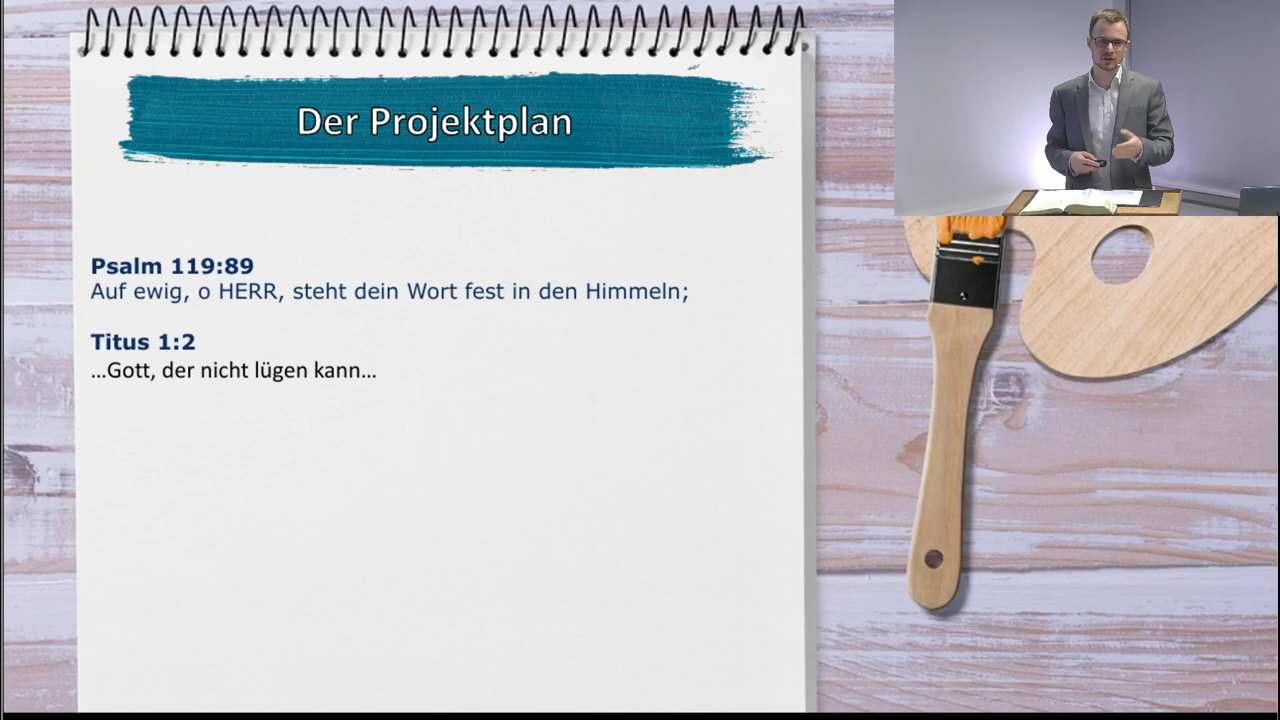 Der Projektplan
Psalm 119:89
Auf ewig, o HERR, steht dein Wort fest in den Himmeln;
Titus 1:2
...Gott, der nicht lügen kann...